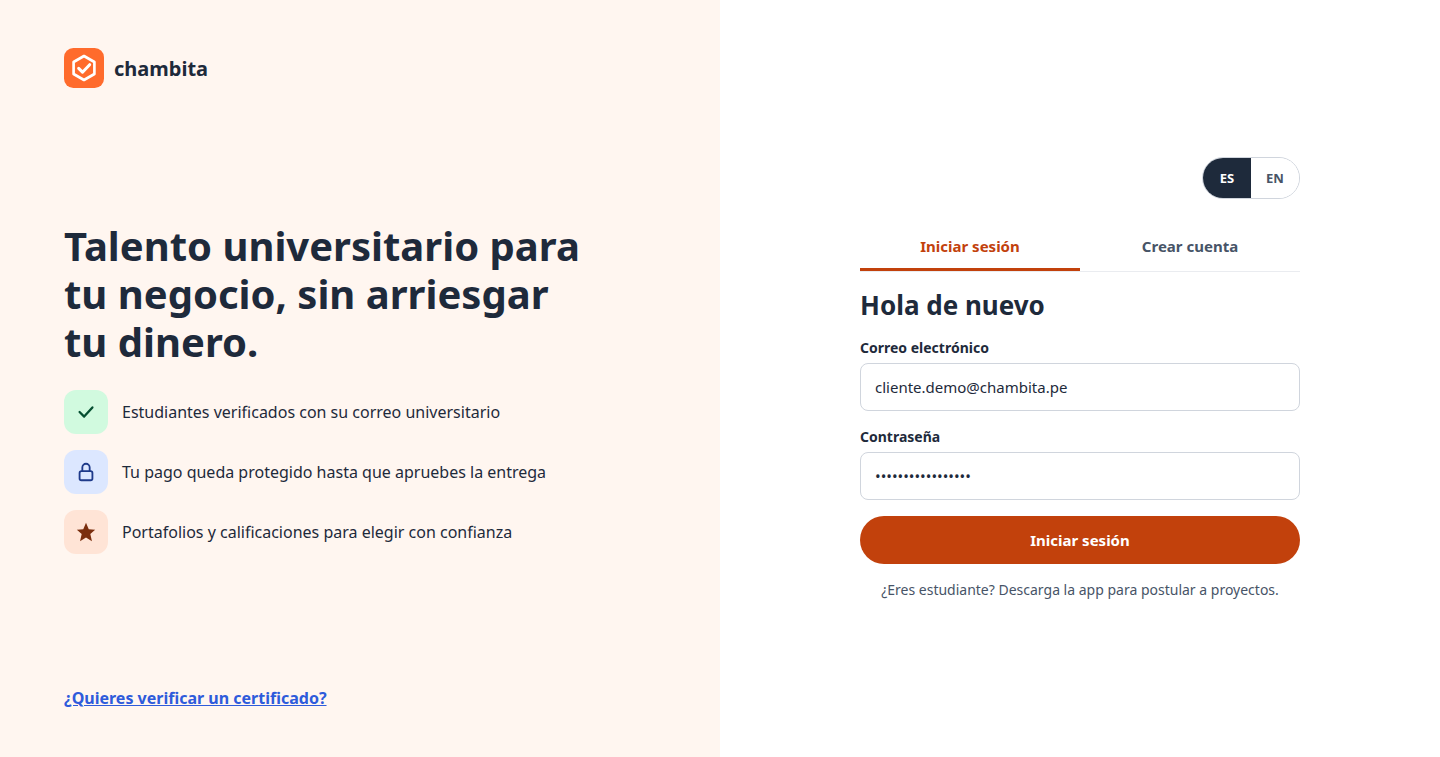 chambita
Talento universitario para
tu negocio, sin arriesgar
tu dinero.
Estudiantes verificados con su correo universitario
Tu pago queda protegido hasta que apruebes la entrega
Portafolios y calificaciones para elegir con confianza
¿Quieres verificar un certificado?
ES EN
Iniciar sesión Crear cuenta
Hola de nuevo
Correo electrónico
cliente.demo@chambita.pe
Contraseña
••••••••••••••••
Iniciar sesión
¿Eres estudiante? Descarga la app para postular a proyectos.